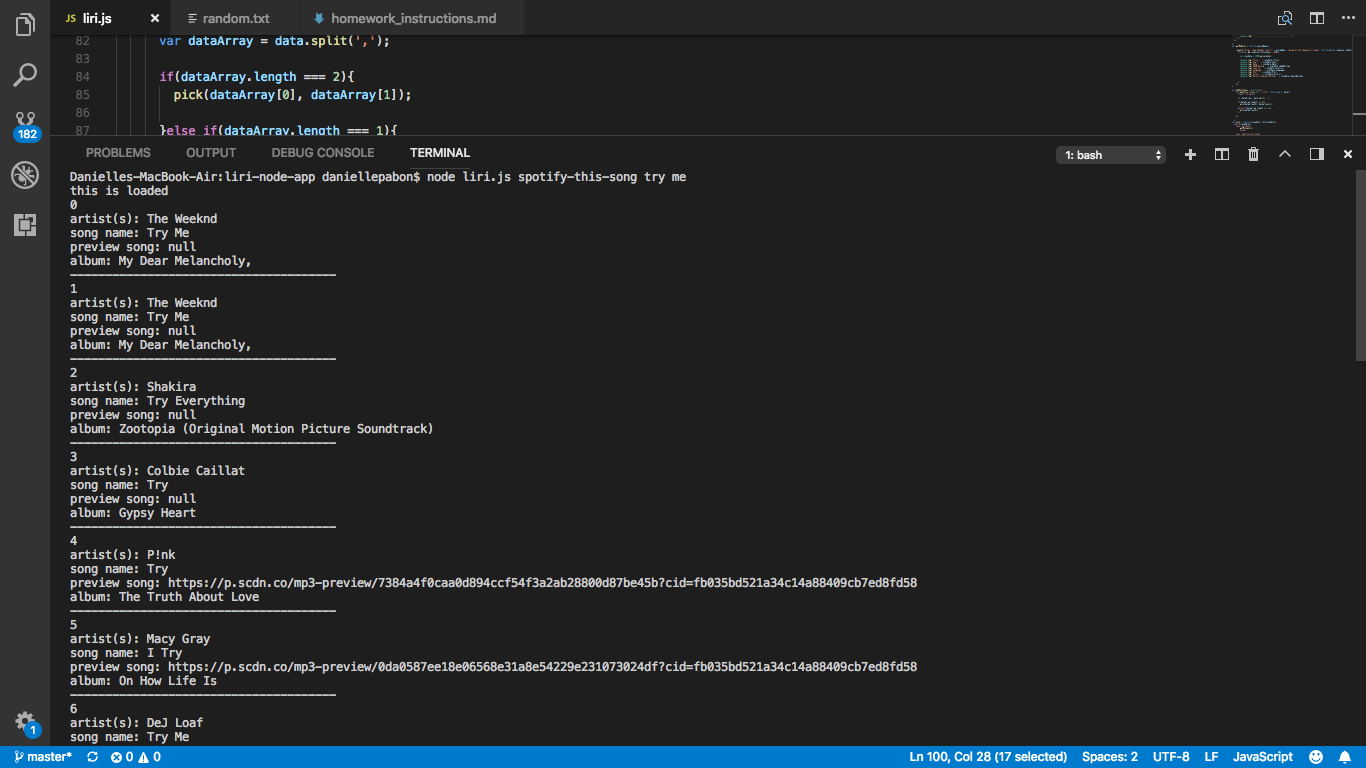 JS liri.js × random.txt homework_instructions.md
82 var dataArray = data.split(',');
83
84 if(dataArray.length === 2){
85 pick(dataArray[0], dataArray[1]);
86
87 }else if(dataArray.length === 1){
182
PROBLEMS OUTPUT DEBUG CONSOLE TERMINAL 1: bash
Danielles-MacBook-Air:liri-node-app daniellepabon$ node liri.js spotify-this-song try me
this is loaded
0
artist(s): The Weeknd
song name: Try Me
preview song: null
album: My Dear Melancholy,
--------------------------------------
1
artist(s): The Weeknd
song name: Try Me
preview song: null
album: My Dear Melancholy,
--------------------------------------
2
artist(s): Shakira
song name: Try Everything
preview song: null
album: Zootopia (Original Motion Picture Soundtrack)
--------------------------------------
3
artist(s): Colbie Caillat
song name: Try
preview song: null
album: Gypsy Heart
--------------------------------------
4
artist(s): P!nk
song name: Try
preview song: https://p.scdn.co/mp3-preview/7384a4f0caa0d894ccf54f3a2ab28800d87be45b?cid=fb035bd521a34c14a88409cb7ed8fd58
album: The Truth About Love
--------------------------------------
5
artist(s): Macy Gray
song name: I Try
preview song: https://p.scdn.co/mp3-preview/0da0587ee18e06568e31a8e54229e231073024df?cid=fb035bd521a34c14a88409cb7ed8fd58
album: On How Life Is
--------------------------------------
6
artist(s): DeJ Loaf
song name: Try Me
1
master* 0 0 Ln 100, Col 28 (17 selected) Spaces: 2 UTF-8 LF JavaScript